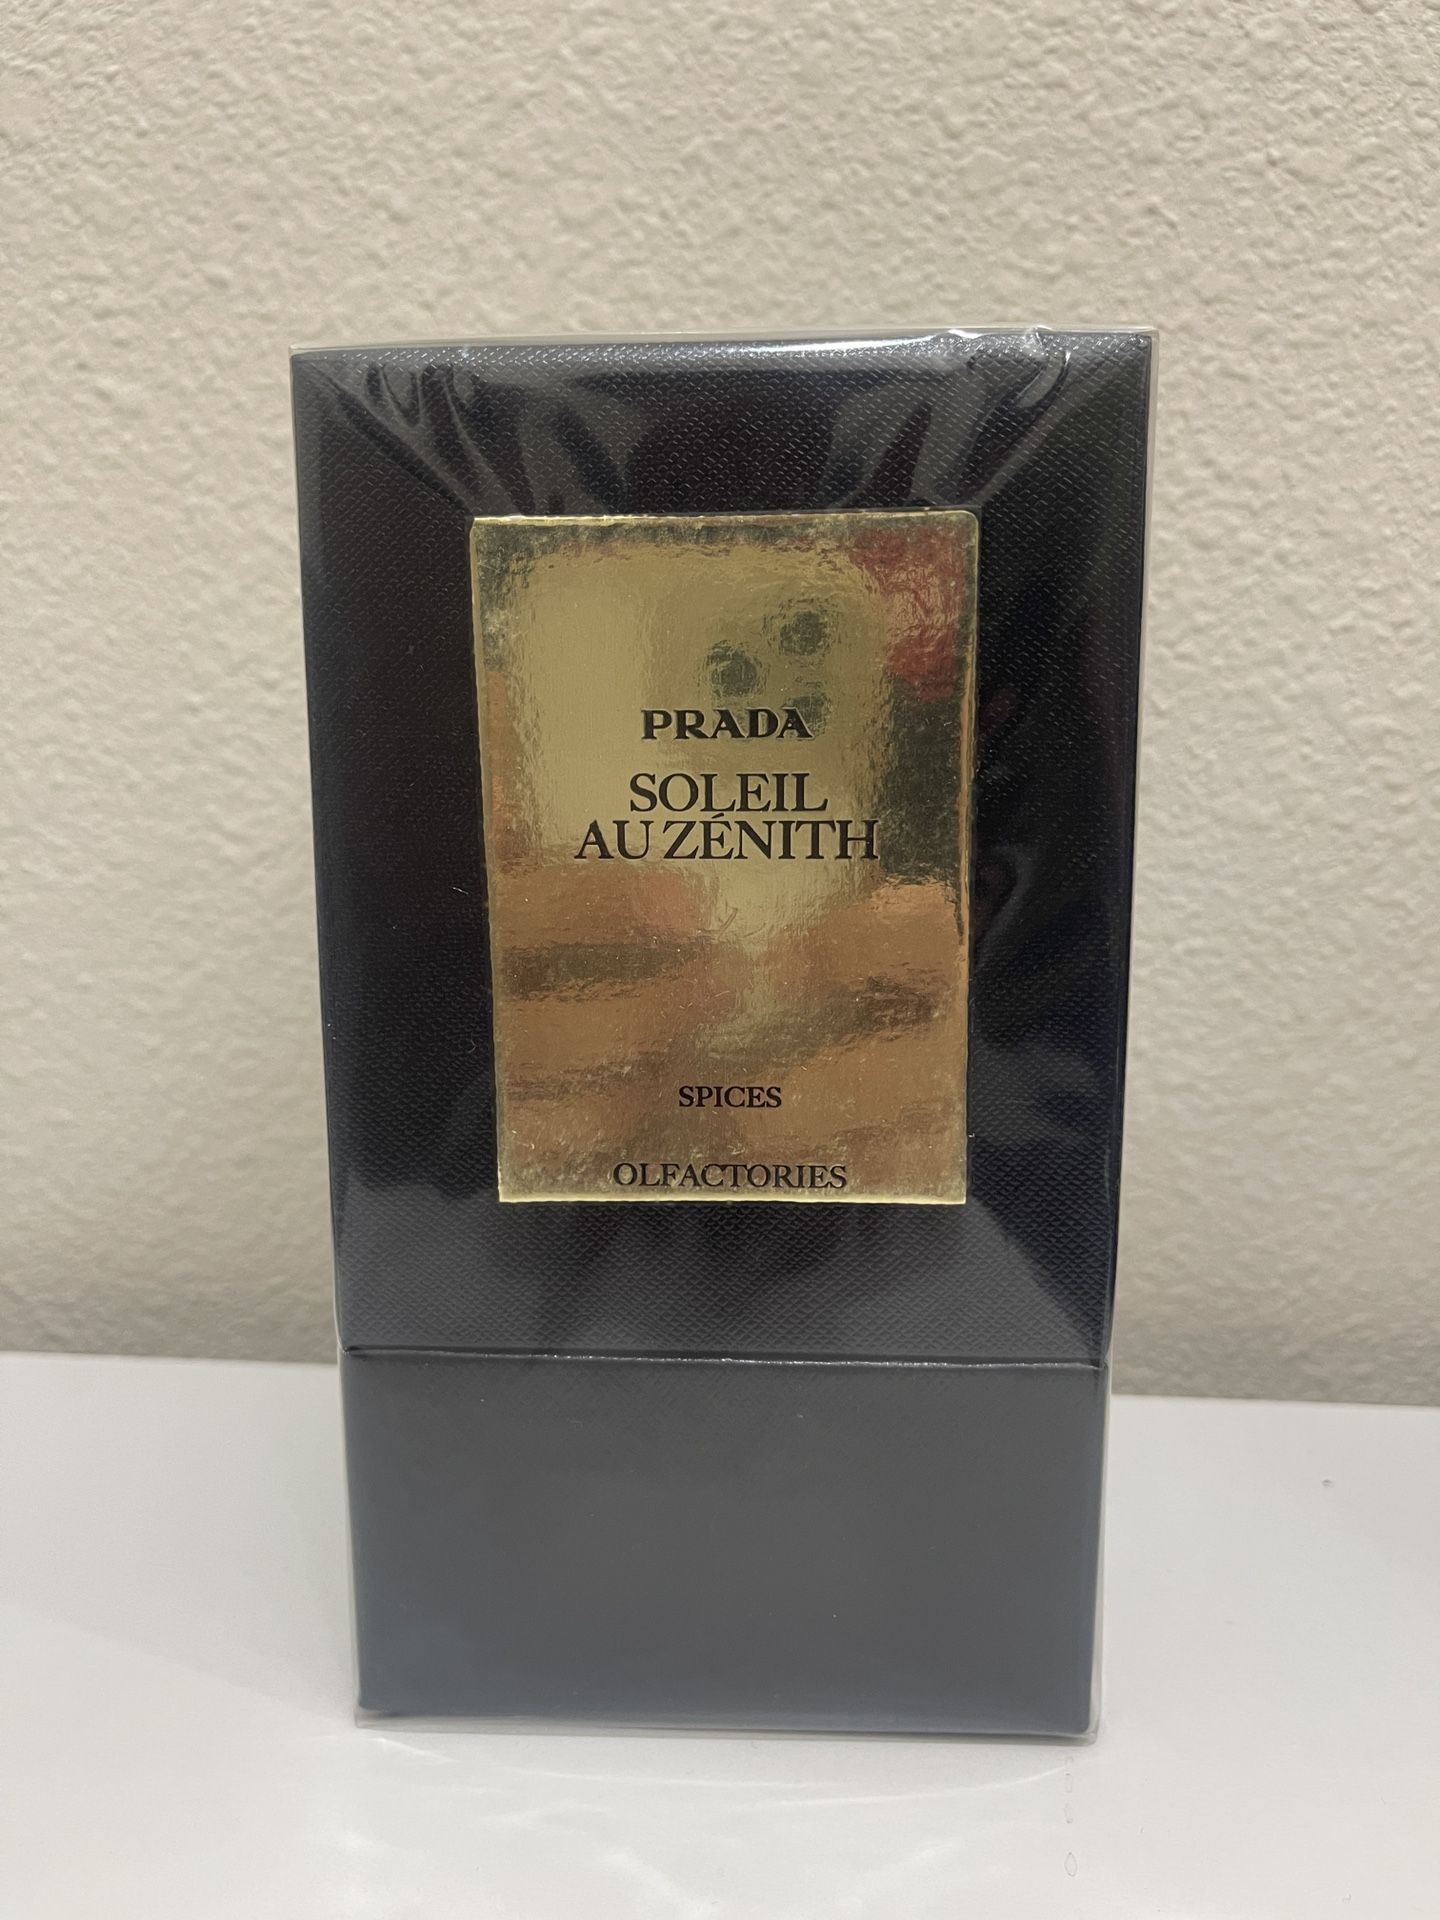 PRADA
SOLEIL
AU ZÉNITH
SPICES
OLFACTORIES